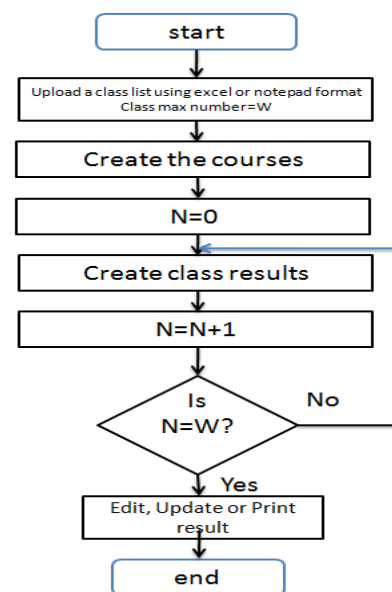 start
Upload a class list using excel or notepad format
Class max number=W
Create the courses
N=0
Create class results
N=N+1
Is
N=W?
No
Yes
Edit, Update or Print
result
end